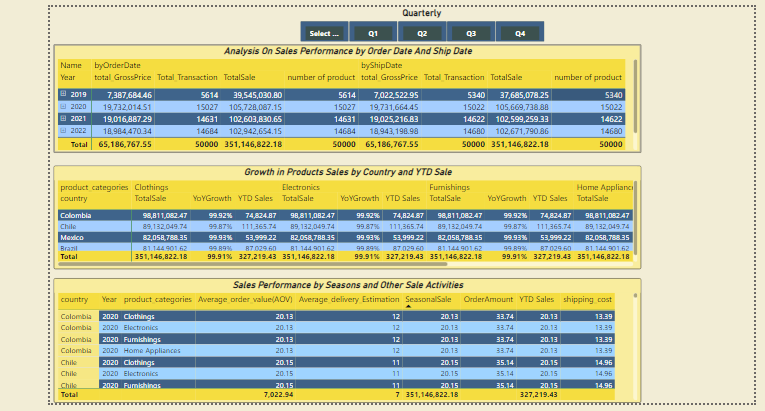 Quarterly
Select ... Q1 Q2 Q3 Q4
Analysis On Sales Performance by Order Date And Ship Date
Name byOrderDate byShipDate
Year total_GrossPrice Total_Transaction TotalSale number of product total_GrossPrice Total_Transaction TotalSale number of product
2019 7,387,684.46 5614 39,545,030.80 5614 7,022,522.95 5340 37,685,078.25 5340
2020 19,732,014.51 15027 105,728,087.15 15027 19,731,664.45 15022 105,669,738.88 15022
2021 19,016,887.29 14631 102,603,830.65 14631 19,025,216.83 14622 102,599,259.33 14622
2022 18,984,470.34 14684 102,942,654.15 14684 18,943,198.98 14680 102,671,790.86 14680
Total 65,186,767.55 50000 351,146,822.18 50000 65,186,767.55 50000 351,146,822.18 50000
Growth in Products Sales by Country and YTD Sale
product_categories Clothings Electronics Furnishings Home Applianc
country TotalSale YoYGrowth YTD Sales TotalSale YoYGrowth YTD Sales TotalSale YoYGrowth YTD Sales TotalSale
Colombia 98,811,082.47 99.92% 74,824.87 98,811,082.47 99.92% 74,824.87 98,811,082.47 99.92% 74,824.87 98,811,082.47
Chile 89,132,049.74 99.87% 111,365.74 89,132,049.74 99.87% 111,365.74 89,132,049.74 99.87% 111,365.74 89,132,049.74
Mexico 82,058,788.35 99.93% 53,999.22 82,058,788.35 99.93% 53,999.22 82,058,788.35 99.93% 53,999.22 82,058,788.35
Brazil 81,144,901.62 99.89% 87,029.60 81,144,901.62 99.89% 87,029.60 81,144,901.62 99.89% 87,029.60 81,144,901.62
Total 351,146,822.18 99.91% 327,219.43 351,146,822.18 99.91% 327,219.43 351,146,822.18 99.91% 327,219.43 351,146,822.18
Sales Performance by Seasons and Other Sale Activities
country Year product_categories Average_order_value(AOV) Average_delivery_Estimation SeasonalSale OrderAmount YTD Sales shipping_cost
Colombia 2020 Clothings 20.13 12 20.13 33.74 20.13 13.39
Colombia 2020 Electronics 20.13 12 20.13 33.74 20.13 13.39
Colombia 2020 Furnishings 20.13 12 20.13 33.74 20.13 13.39
Colombia 2020 Home Appliances 20.13 12 20.13 33.74 20.13 13.39
Chile 2020 Clothings 20.15 11 20.15 35.14 20.15 14.96
Chile 2020 Electronics 20.15 11 20.15 35.14 20.15 14.96
Chile 2020 Furnishings 20.15 11 20.15 35.14 20.15 14.96
Total 7,022.94 7 351,146,822.18 327,219.43